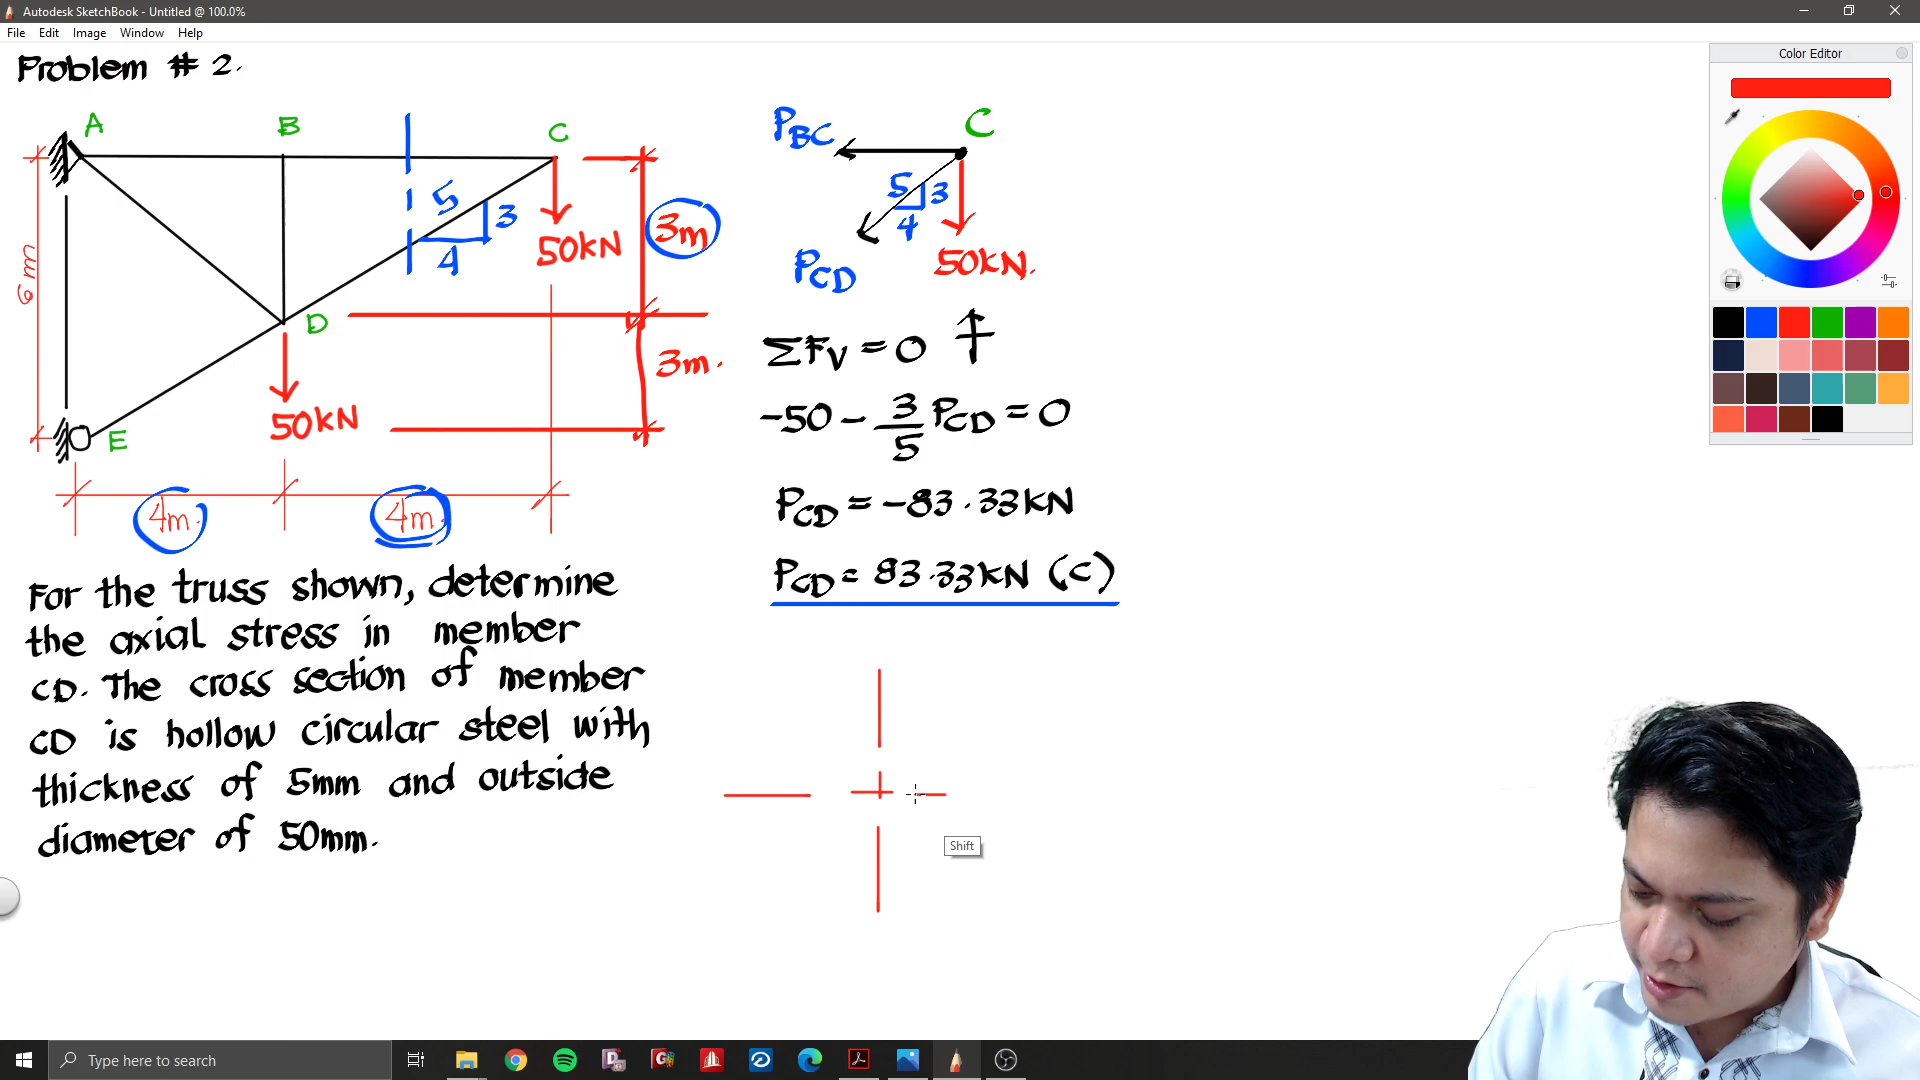 Autodesk SketchBook - Untitled @ 100.0%
File Edit Image Window Help
Problem # 2.
A
B
C
5
3
4
50kN
3m
6m
D
3m.
50kN
E
4m.
4m.
For the truss shown, determine
the axial stress in member
CD. The cross section of member
CD is hollow circular steel with
thickness of 5mm and outside
diameter of 50mm.
PBC
C
5
3
4
PCD
50kN.
ΣFV = 0
-50 - 3/5 PCD = 0
PCD = -83.33kN
PCD = 83.33kN (C)
Shift
Color Editor
Type here to search